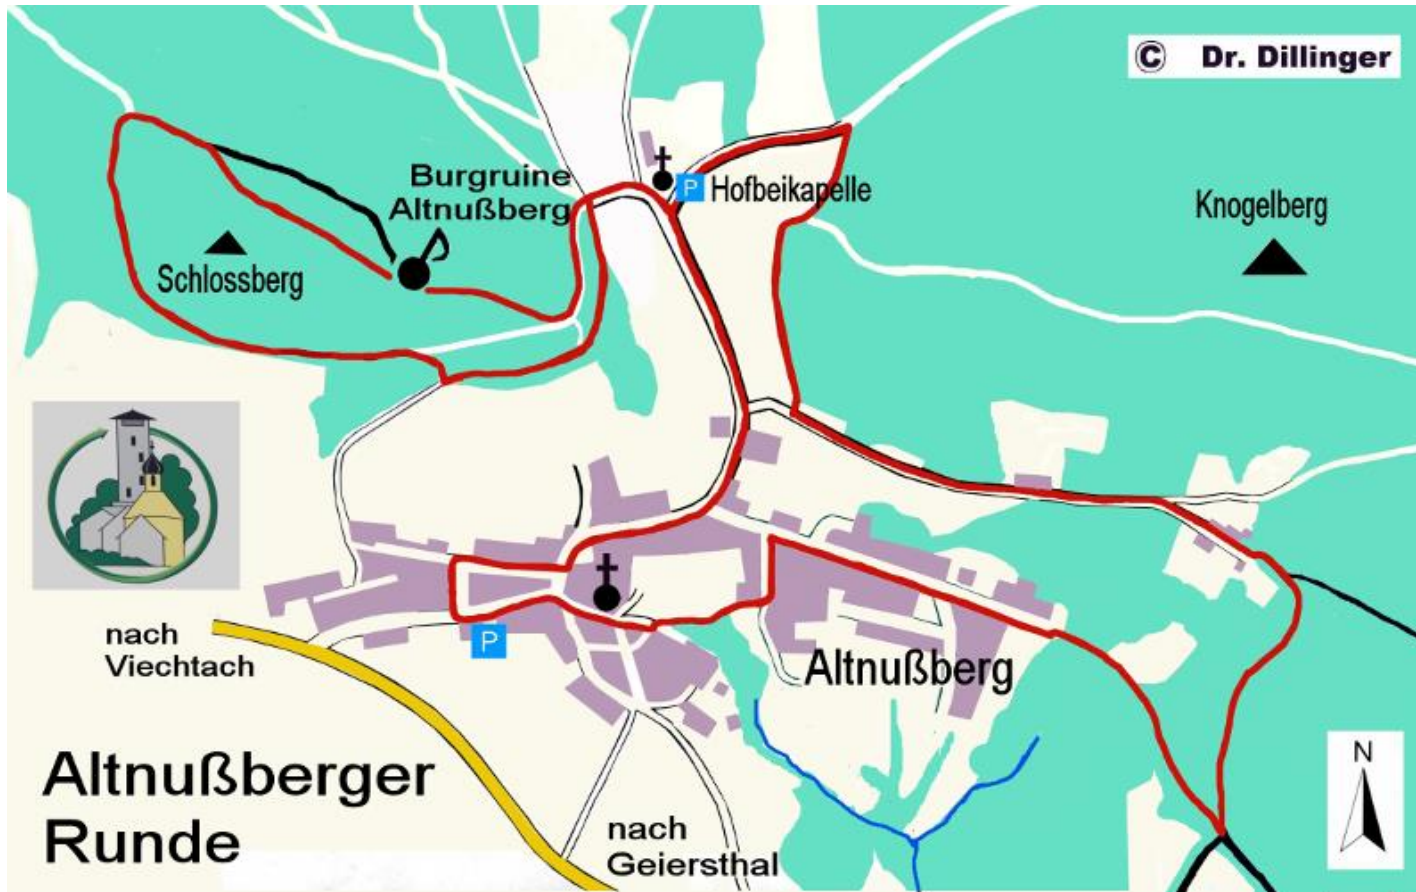 © Dr. Dillinger
Burgruine
Altnußberg
P Hofbeikapelle
Knogelberg
Schlossberg
nach
Viechtach
P
Altnußberg
Altnußberger
Runde
nach
Geiersthal
N